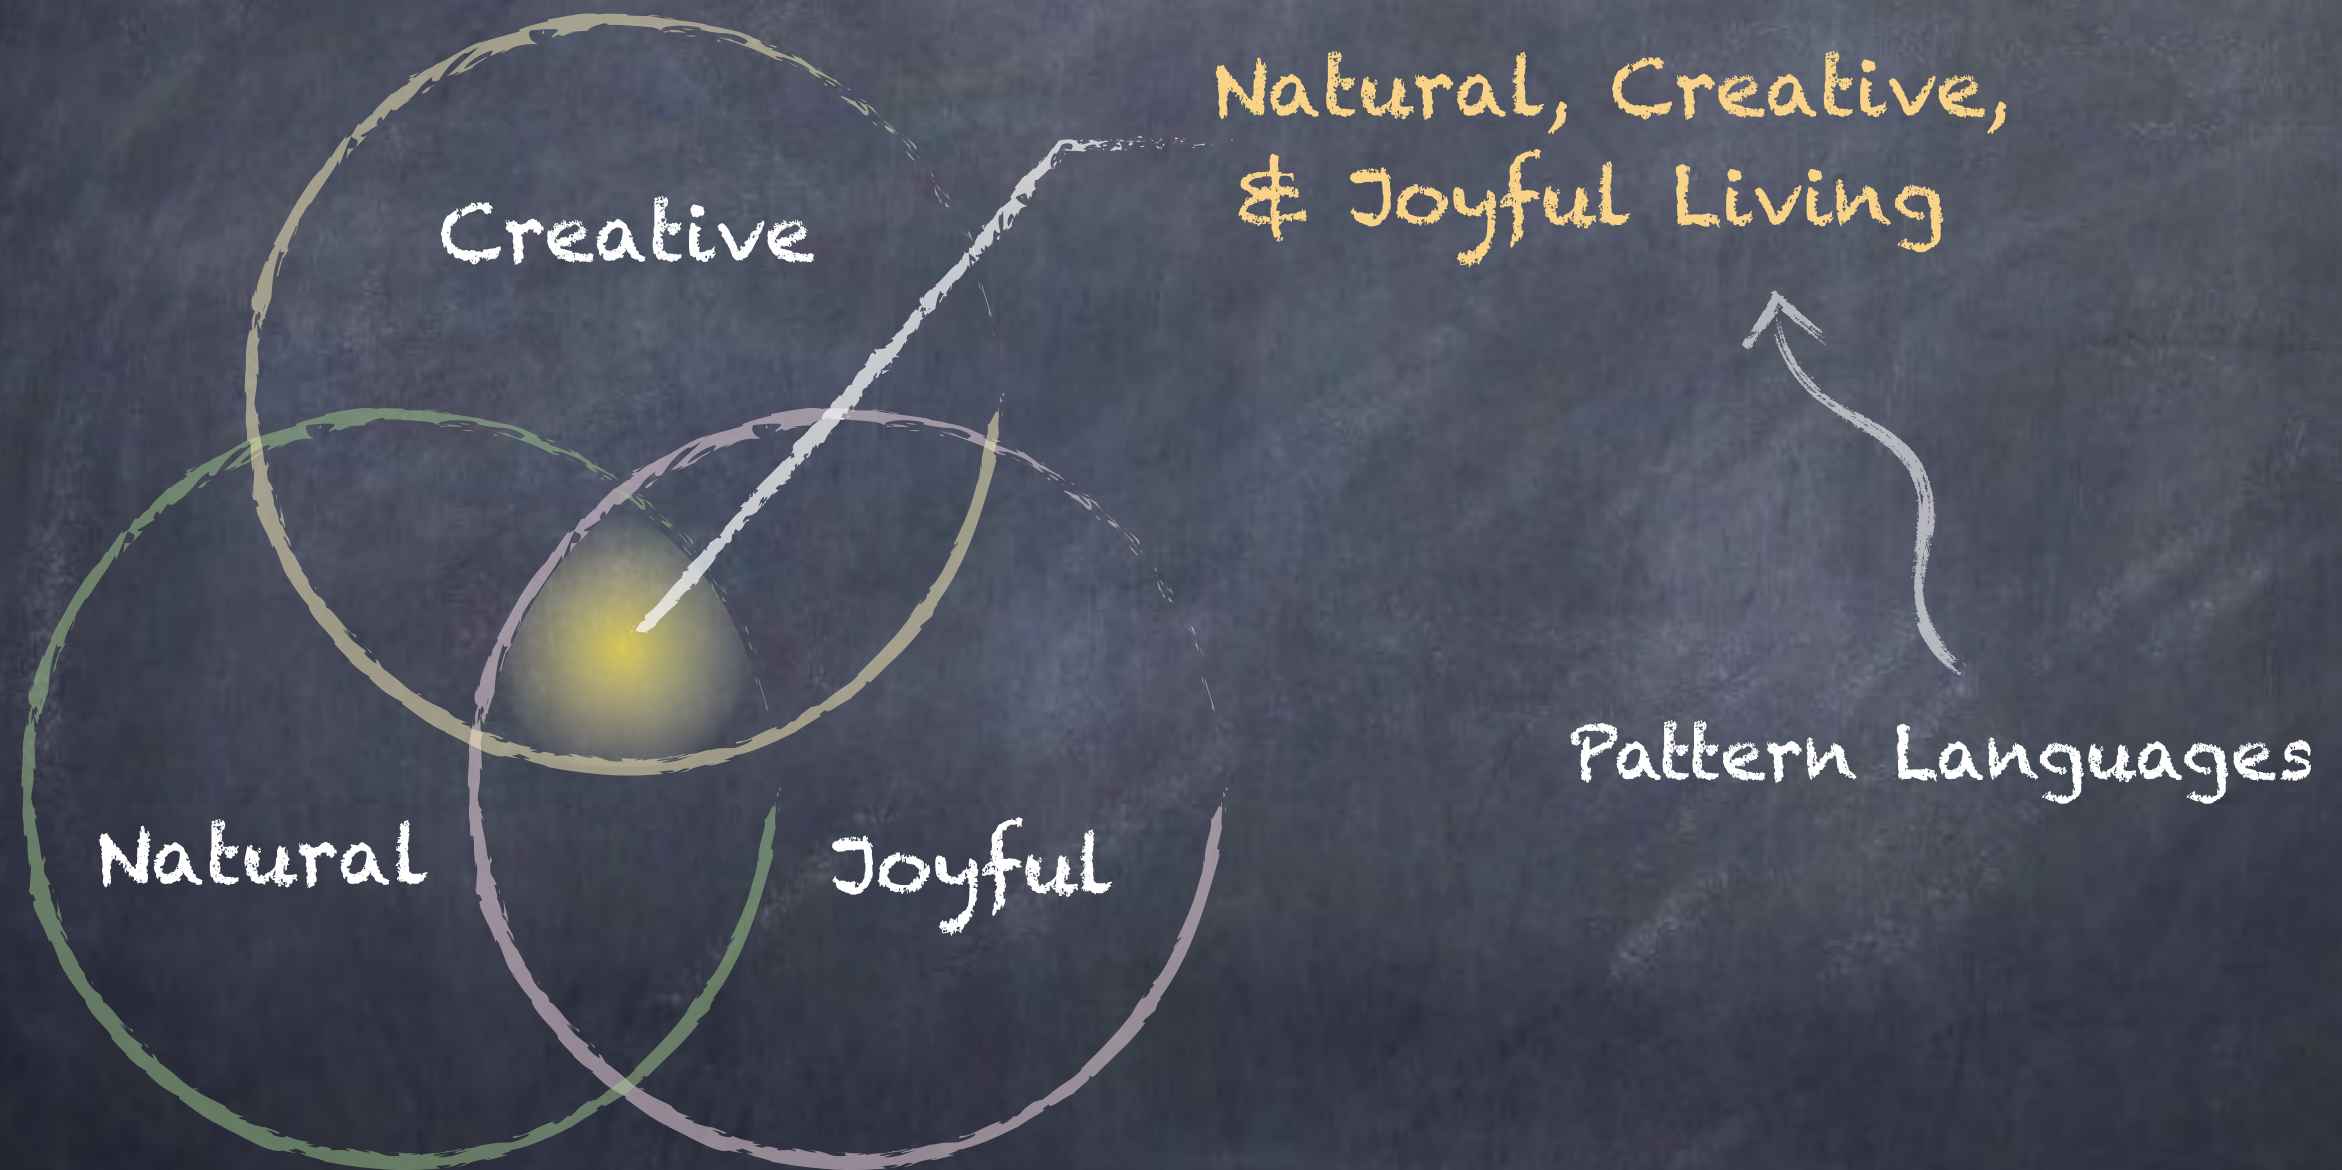 Natural, Creative,
& Joyful Living
Creative
Pattern Languages
Natural
Joyful